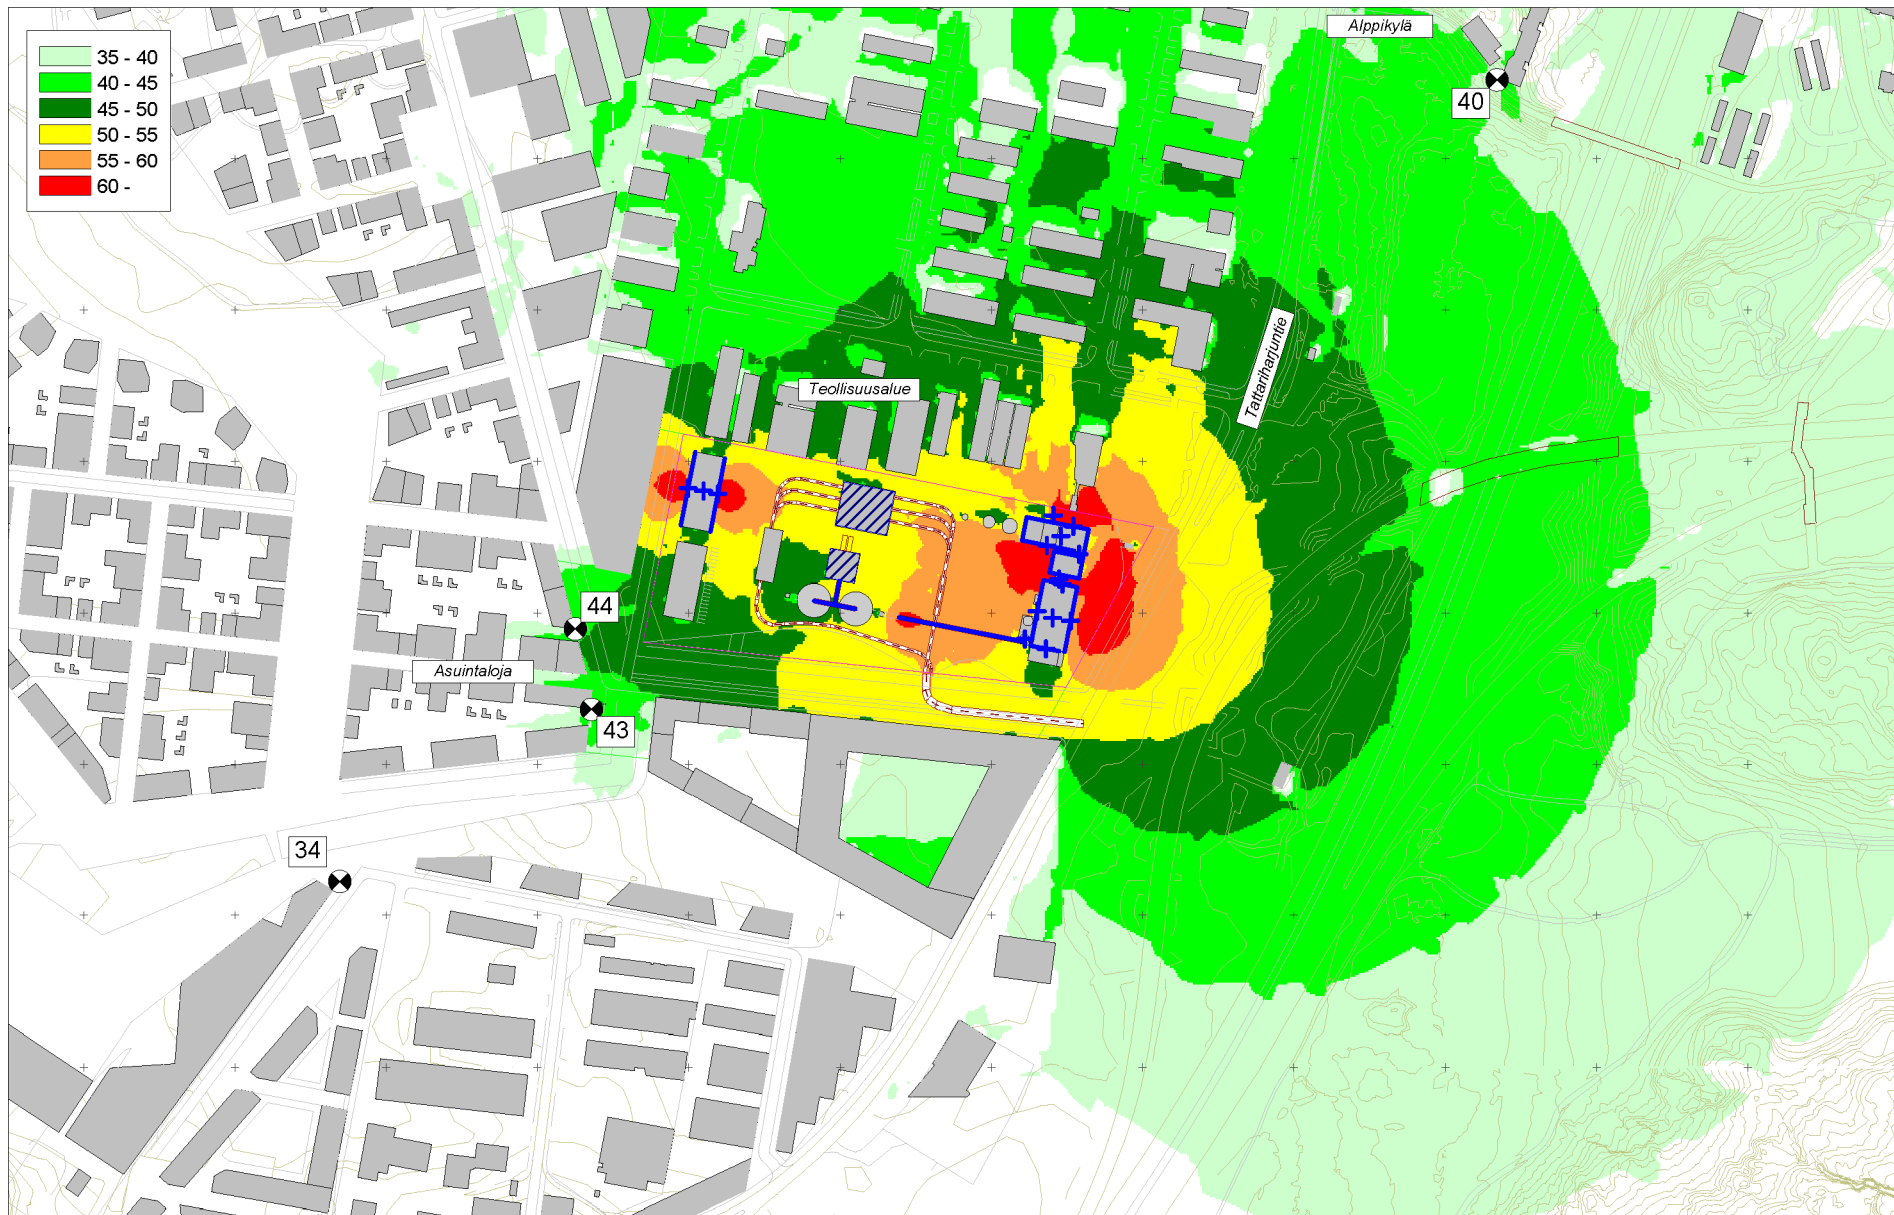 35 - 40
40 - 45
45 - 50
50 - 55
55 - 60
60 -
Alppikylä
40
Tattariharjuntie
Teollisuusalue
44
Asuintaloja
43
34